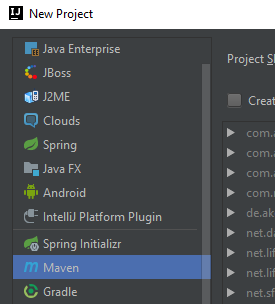 New Project
Java Enterprise
JBoss
J2ME
Clouds
Spring
Java FX
Android
IntelliJ Platform Plugin
Spring Initializr
Maven
Gradle
Project
Creat
com.a
com.a
com.a
com.
de.ak
net.da
net.lif
net.lif
net.sf